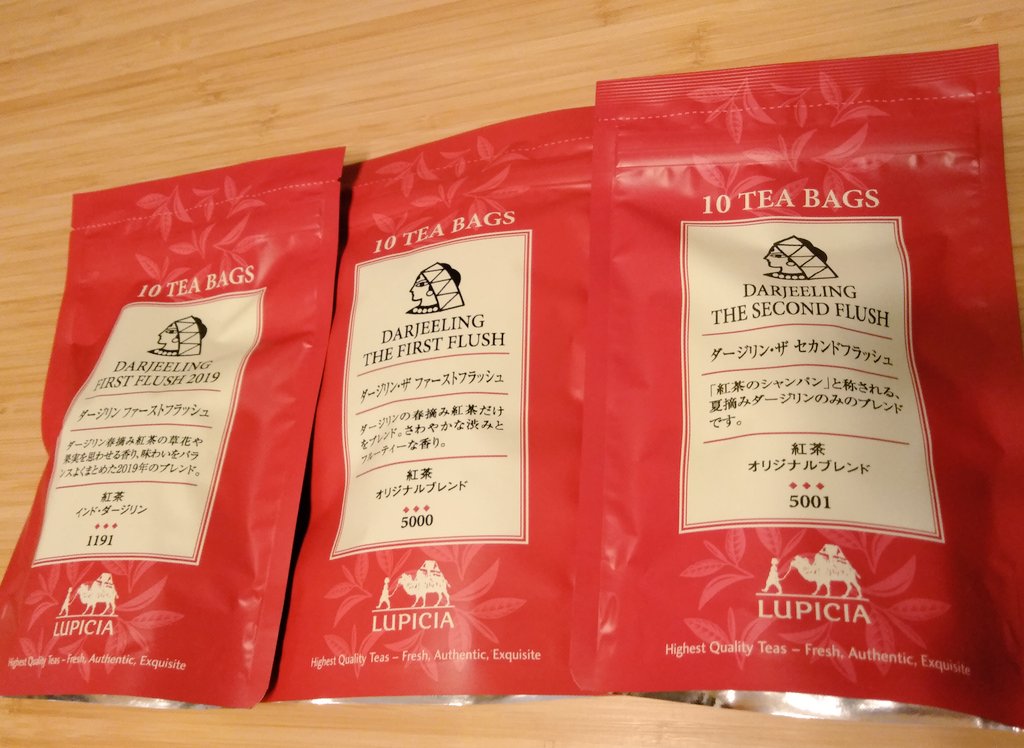 10 TEA BAGS
DARJEELING
FIRST FLUSH 2019
ダージリン ファーストフラッシュ
ダージリン春摘み紅茶の草花や
果実を思わせる香り、味わいをバラ
ンスよくまとめた2019年のブレンド。
紅茶
インド・ダージリン
1191
LUPICIA
Highest Quality Teas – Fresh, Authentic, Exquisite
10 TEA BAGS
DARJEELING
THE FIRST FLUSH
ダージリン・ザ ファーストフラッシュ
ダージリンの春摘み紅茶だけ
をブレンド。さわやかな渋みと
フルーティーな香り。
紅茶
オリジナルブレンド
5000
LUPICIA
Highest Quality Teas – Fresh, Authentic, Exquisite
10 TEA BAGS
DARJEELING
THE SECOND FLUSH
ダージリン・ザ セカンドフラッシュ
「紅茶のシャンパン」と称される、
夏摘みダージリンのみのブレンド
です。
紅茶
オリジナルブレンド
5001
LUPICIA
Highest Quality Teas – Fresh, Authentic, Exquisite